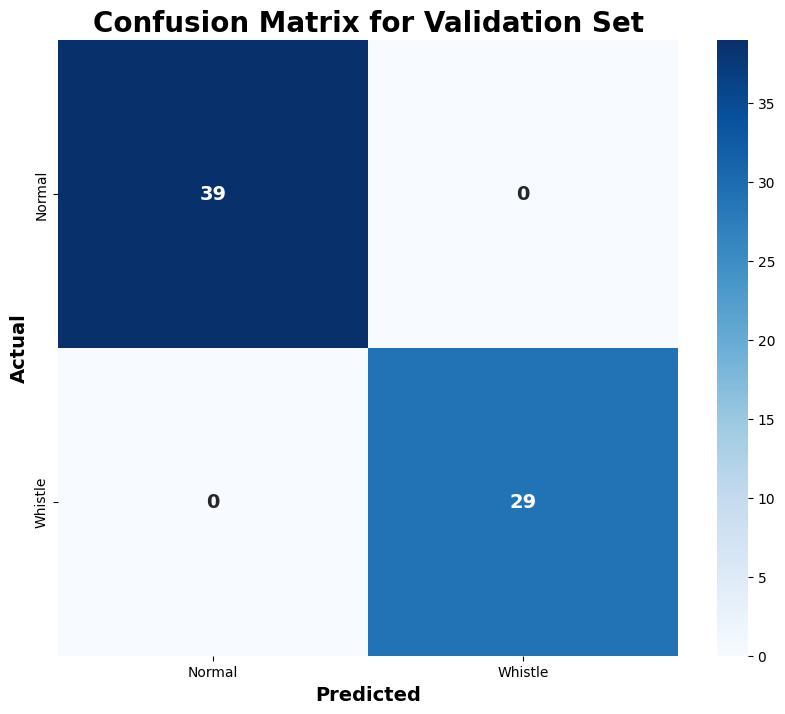 Confusion Matrix for Validation Set
Normal
39
0
35
30
25
20
15
10
5
0
Actual
Whistle
0
29
Normal
Whistle
Predicted